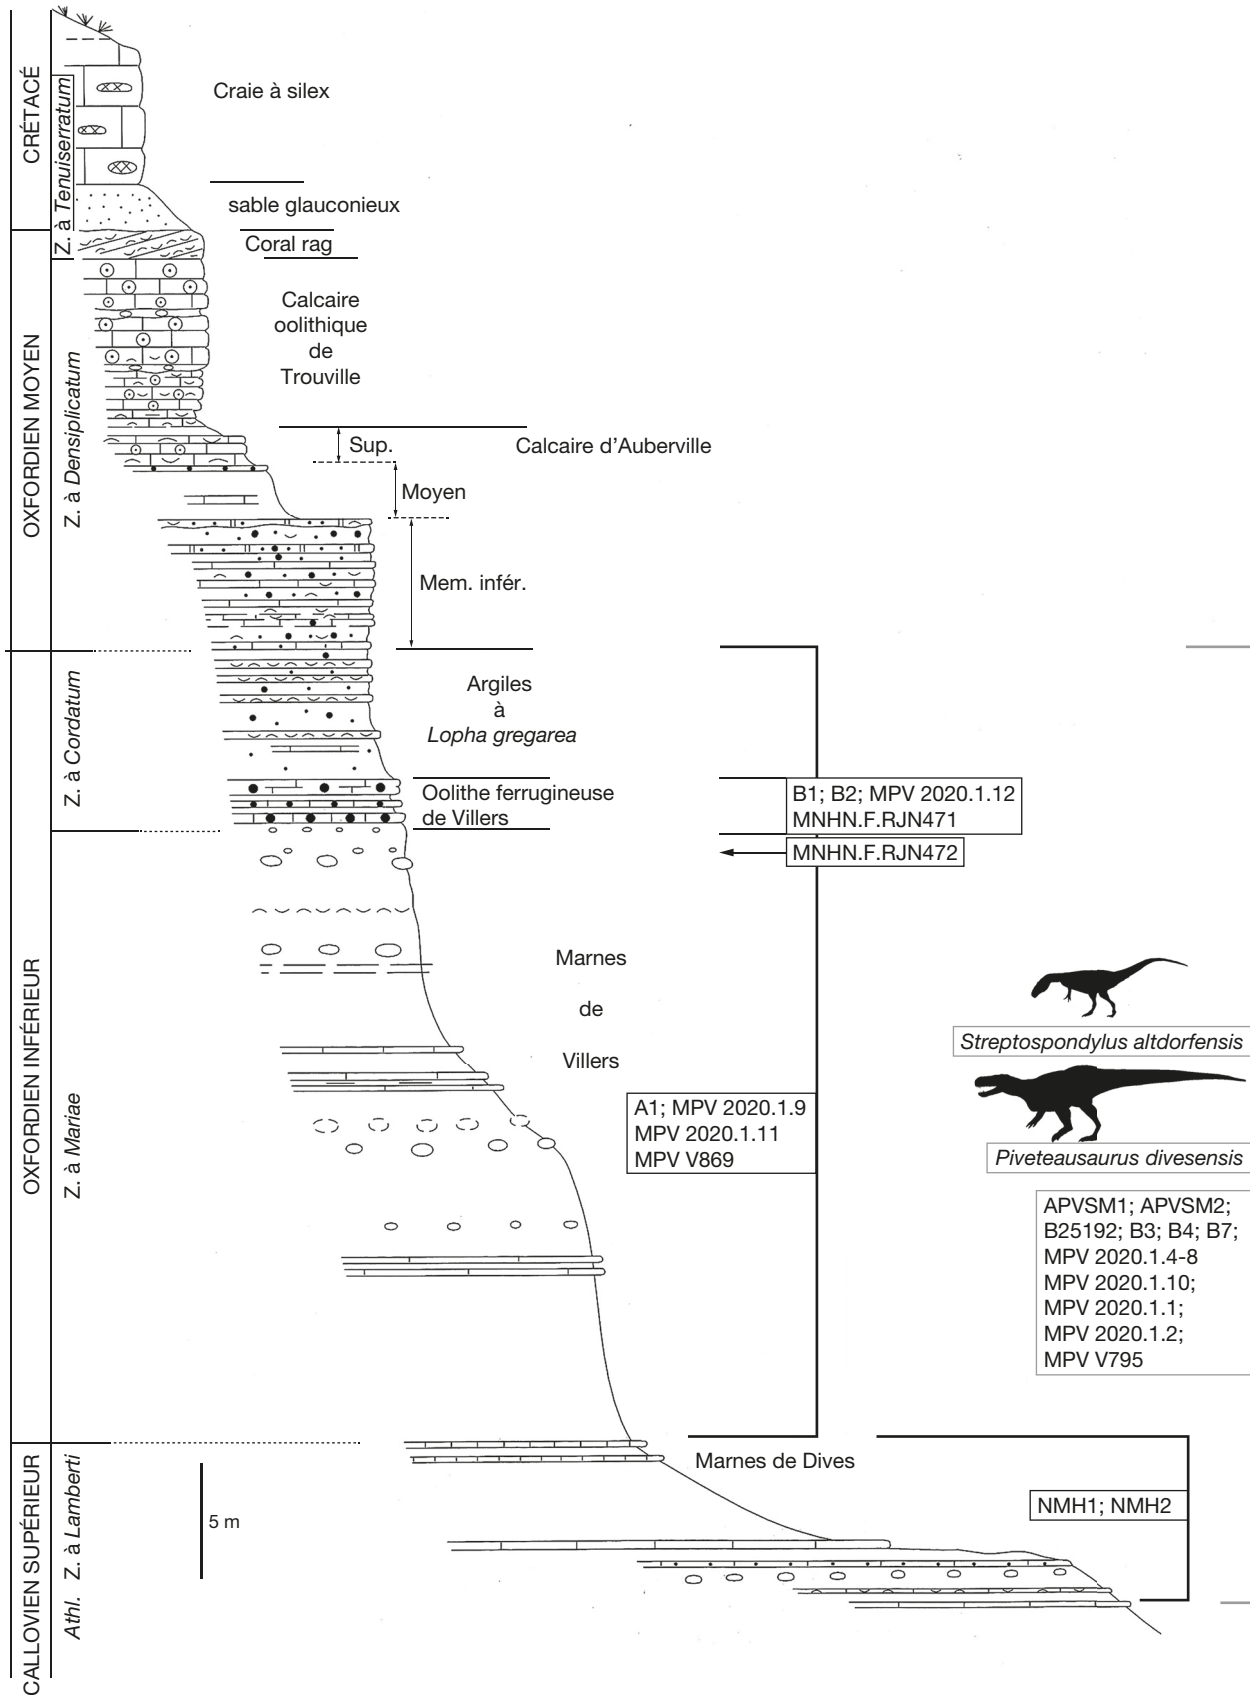 CRÉTACÉ
Z. à Tenuiserratum
Craie à silex
sable glauconieux
Coral rag
OXFORDIEN MOYEN
Z. à Densiplicatum
Calcaire
oolithique
de
Trouville
Sup.
Calcaire d'Auberville
Moyen
Mem. infér.
OXFORDIEN INFÉRIEUR
Z. à Cordatum
Argiles
à
Lopha gregarea
Oolithe ferrugineuse
de Villers
B1; B2; MPV 2020.1.12
MNHN.F.RJN471
MNHN.F.RJN472
Z. à Mariae
Marnes
de
Villers
Streptospondylus altdorfensis
Piveteausaurus divesensis
A1; MPV 2020.1.9
MPV 2020.1.11
MPV V869
APVSM1; APVSM2;
B25192; B3; B4; B7;
MPV 2020.1.4-8
MPV 2020.1.10;
MPV 2020.1.1;
MPV 2020.1.2;
MPV V795
CALLOVIEN SUPÉRIEUR
Athl. Z. à Lamberti
Marnes de Dives
5 m
NMH1; NMH2